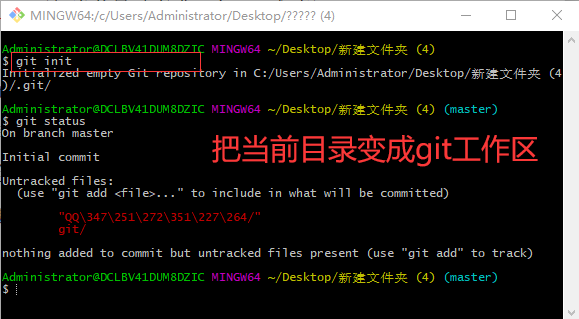 MINGW64:/c/Users/Administrator/Desktop/????? (4)
Administrator@DCLBV41DUM8DZIC MINGW64 ~/Desktop/新建文件夹 (4)
$ git init
Initialized empty Git repository in C:/Users/Administrator/Desktop/新建文件夹 (4
)/.git/
Administrator@DCLBV41DUM8DZIC MINGW64 ~/Desktop/新建文件夹 (4) (master)
$ git status
On branch master
把当前目录变成git工作区
Initial commit
Untracked files:
(use "git add <file>..." to include in what will be committed)
"QQ\347\251\272\351\227\264/"
git/
nothing added to commit but untracked files present (use "git add" to track)
Administrator@DCLBV41DUM8DZIC MINGW64 ~/Desktop/新建文件夹 (4) (master)
$